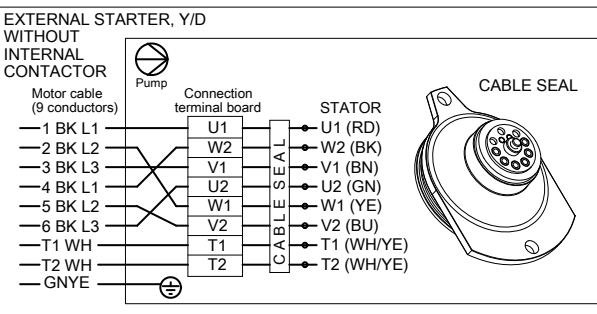 EXTERNAL STARTER, Y/D
WITHOUT
INTERNAL
CONTACTOR
Pump
CABLE SEAL
Motor cable
(9 conductors)
Connection
terminal board
STATOR
1 BK L1 U1 U1 (RD)
2 BK L2 W2 W2 (BK)
3 BK L3 V1 V1 (BN)
4 BK L1 U2 U2 (GN)
5 BK L2 W1 W1 (YE)
6 BK L3 V2 V2 (BU)
T1 WH T1 T1 (WH/YE)
T2 WH T2 T2 (WH/YE)
GNYE
CABLE SEAL